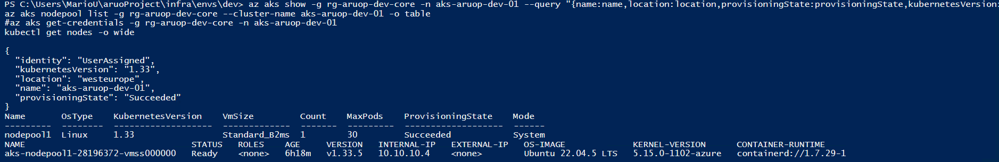 PS C:\Users\MarioU\aruoProject\infra\envs\dev> az aks show -g rg-aruop-dev-core -n aks-aruop-dev-01 --query "{name:name,location:location,provisioningState:provisioningState,kubernetesVersion:
az aks nodepool list -g rg-aruop-dev-core --cluster-name aks-aruop-dev-01 -o table
#az aks get-credentials -g rg-aruop-dev-core -n aks-aruop-dev-01
kubectl get nodes -o wide
{
  "identity": "UserAssigned",
  "kubernetesVersion": "1.33",
  "location": "westeurope",
  "name": "aks-aruop-dev-01",
  "provisioningState": "Succeeded"
}
Name       OsType    KubernetesVersion    VmSize         Count    MaxPods    ProvisioningState    Mode
---------  --------  -------------------  -------------  -------  ---------  -------------------  ------
nodepool1  Linux     1.33                 Standard_B2ms  1        30         Succeeded            System
NAME                                STATUS   ROLES    AGE     VERSION   INTERNAL-IP   EXTERNAL-IP   OS-IMAGE             KERNEL-VERSION      CONTAINER-RUNTIME
aks-nodepool1-28196372-vmss000000   Ready    <none>   6h18m   v1.33.5   10.10.10.4    <none>        Ubuntu 22.04.5 LTS   5.15.0-1102-azure   containerd://1.7.29-1